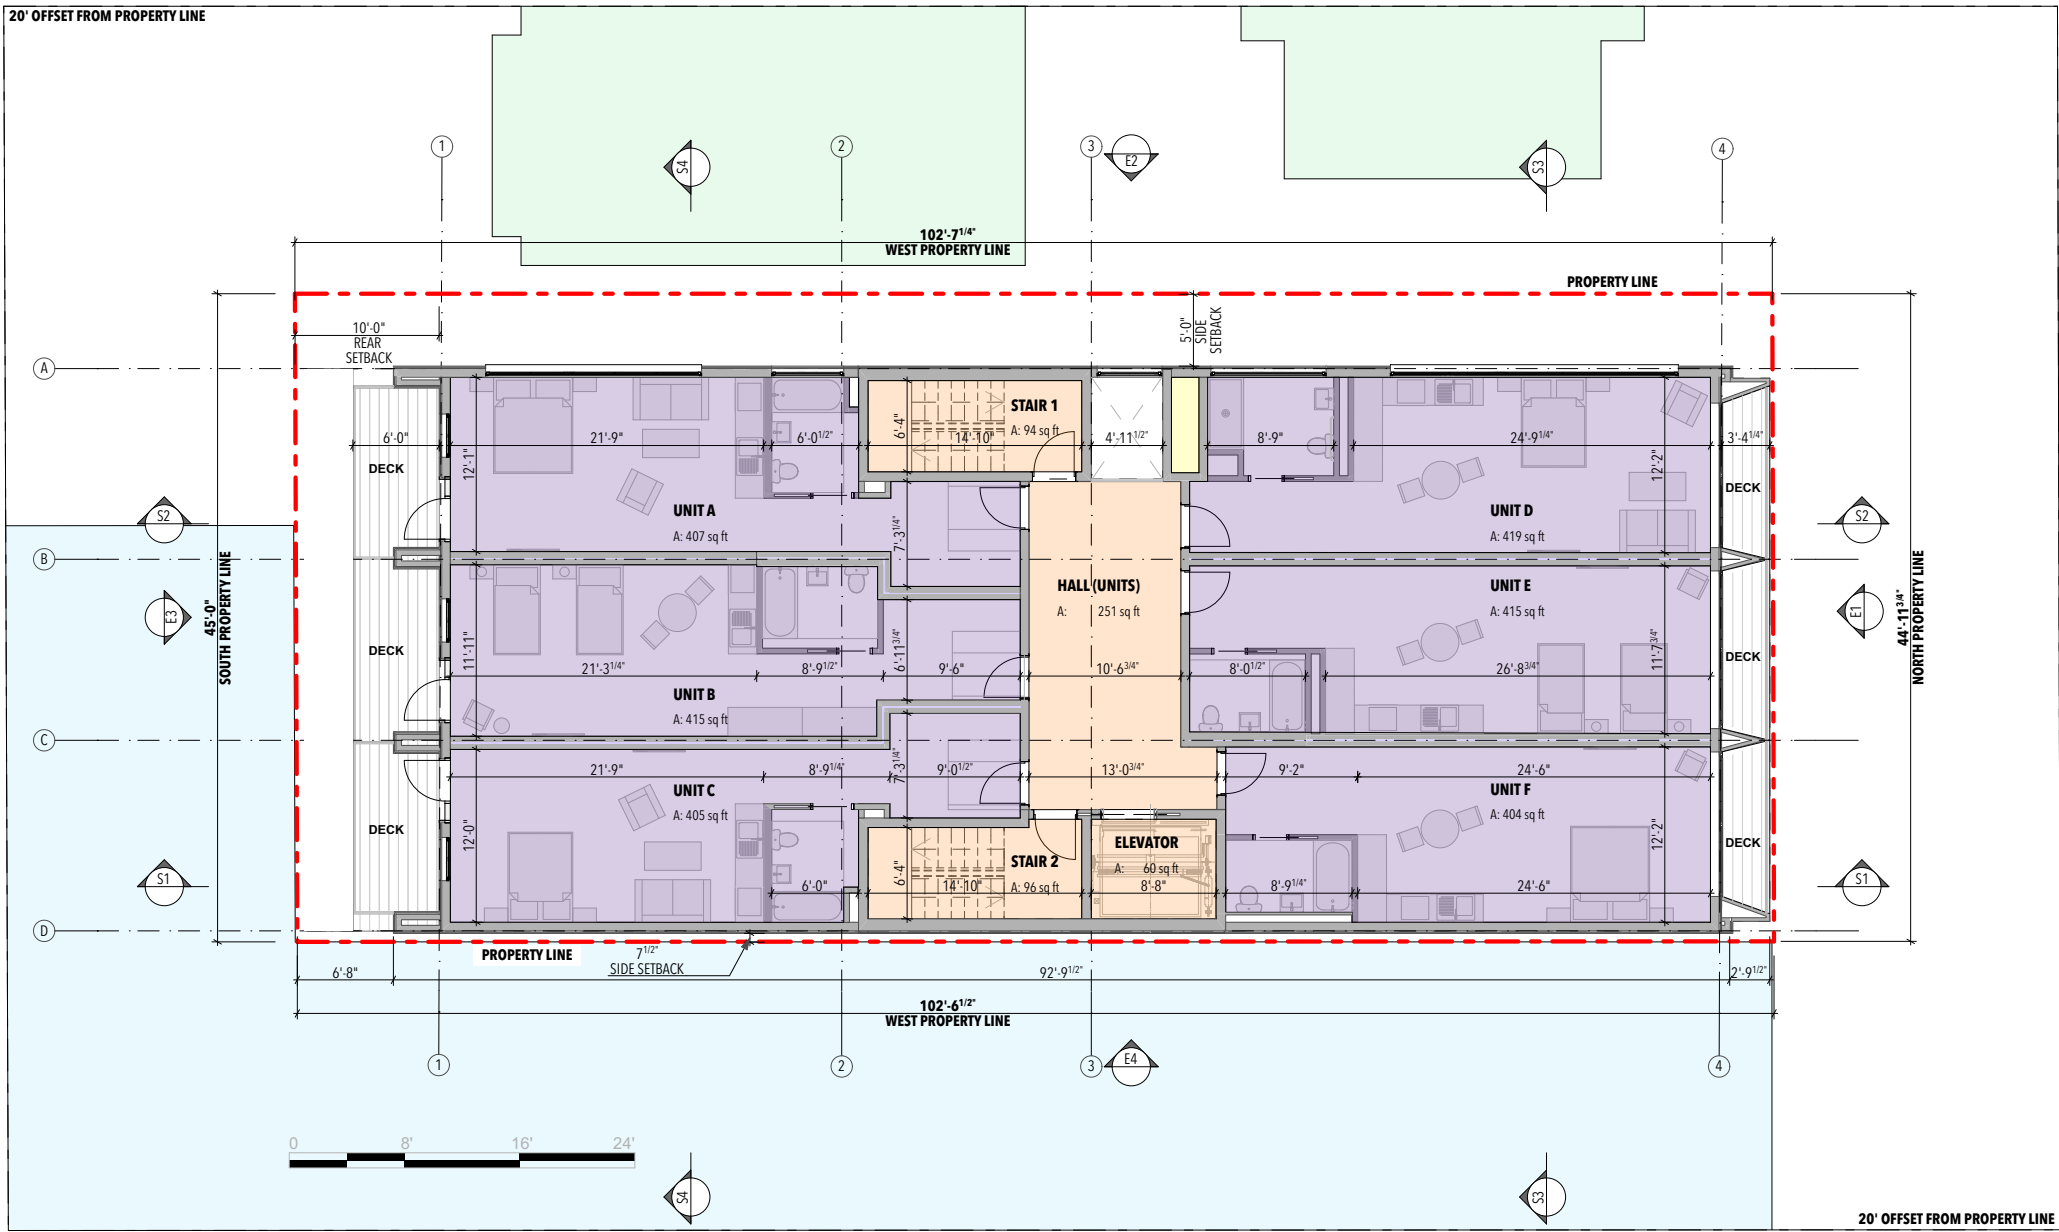 20' OFFSET FROM PROPERTY LINE
S4
S3
1
2
3
E2
4
102'-7 1/4"
WEST PROPERTY LINE
PROPERTY LINE
10'-0"
REAR
SETBACK
5'-0"
SIDE
SETBACK
A
STAIR 1
A: 94 sq ft
6'-4"
6'-0"
21'-9"
6'-0 1/2"
14'-10"
4'-11 1/2"
8'-9"
24'-9 1/4"
3'-4 1/4"
DECK
12'-1"
12'-2"
DECK
S2
UNIT A
A: 407 sq ft
UNIT D
A: 419 sq ft
S2
7'-3 1/4"
B
45'-0"
SOUTH PROPERTY LINE
E3
HALL (UNITS)
A: 251 sq ft
UNIT E
A: 415 sq ft
E1
44'-11 3/4"
NORTH PROPERTY LINE
DECK
11'-11"
6'-11 3/4"
11'-7 3/4"
DECK
21'-3 1/4"
8'-9 1/2"
9'-6"
10'-6 3/4"
8'-0 1/2"
26'-8 3/4"
UNIT B
A: 415 sq ft
C
21'-9"
8'-9 1/4"
7'-3 1/4"
9'-0 1/2"
13'-0 3/4"
9'-2"
24'-6"
UNIT C
A: 405 sq ft
UNIT F
A: 404 sq ft
DECK
12'-0"
12'-2"
DECK
S1
STAIR 2
A: 96 sq ft
6'-4"
ELEVATOR
A: 60 sq ft
6'-0"
14'-10"
8'-8"
8'-9 1/4"
24'-6"
S1
D
PROPERTY LINE
7 1/2"
SIDE SETBACK
6'-8"
92'-9 1/2"
2'-9 1/2"
102'-6 1/2"
WEST PROPERTY LINE
1
2
3
E4
4
0 8' 16' 24'
S4
S3
20' OFFSET FROM PROPERTY LINE